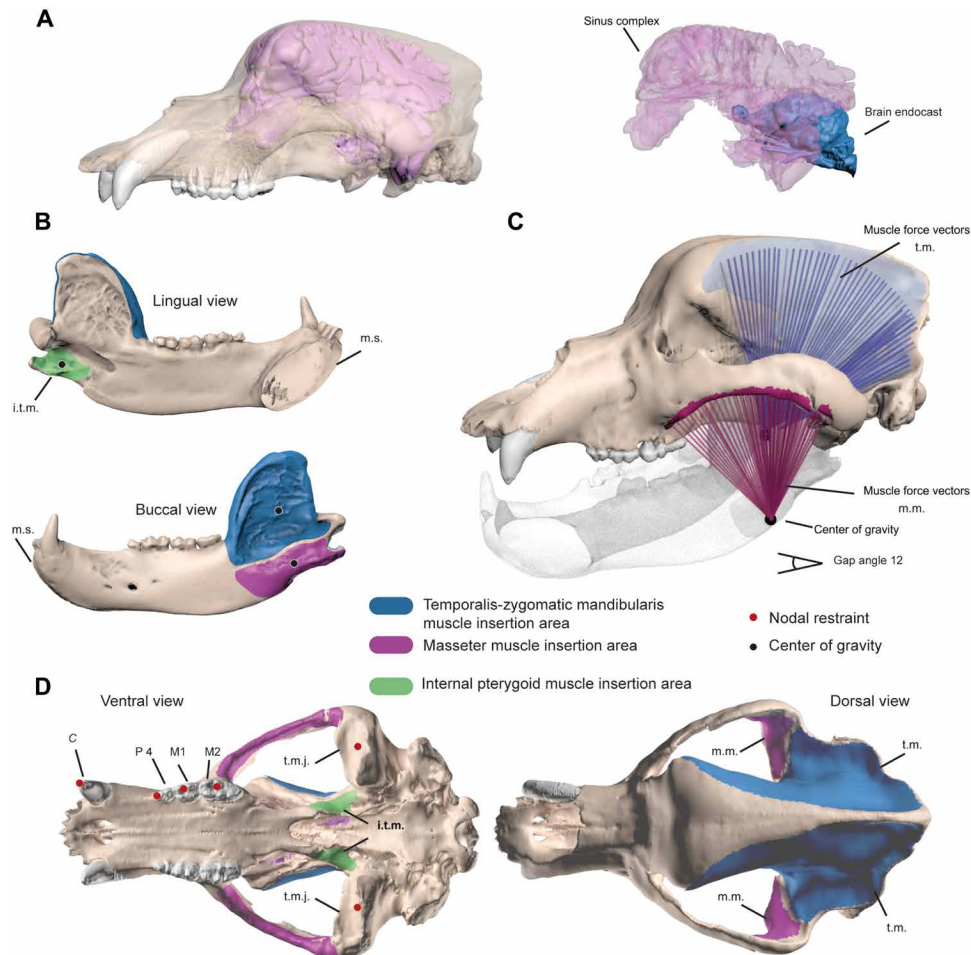 A
Sinus complex
Brain endocast
B
Lingual view
m.s.
i.t.m.
Buccal view
m.s.
C
Muscle force vectors
t.m.
Muscle force vectors
m.m.
Center of gravity
Gap angle 12
Temporalis-zygomatic mandibularis
muscle insertion area
Masseter muscle insertion area
Internal pterygoid muscle insertion area
Nodal restraint
Center of gravity
D
Ventral view
C
P 4
M1
M2
t.m.j.
i.t.m.
t.m.j.
Dorsal view
m.m.
t.m.
m.m.
t.m.